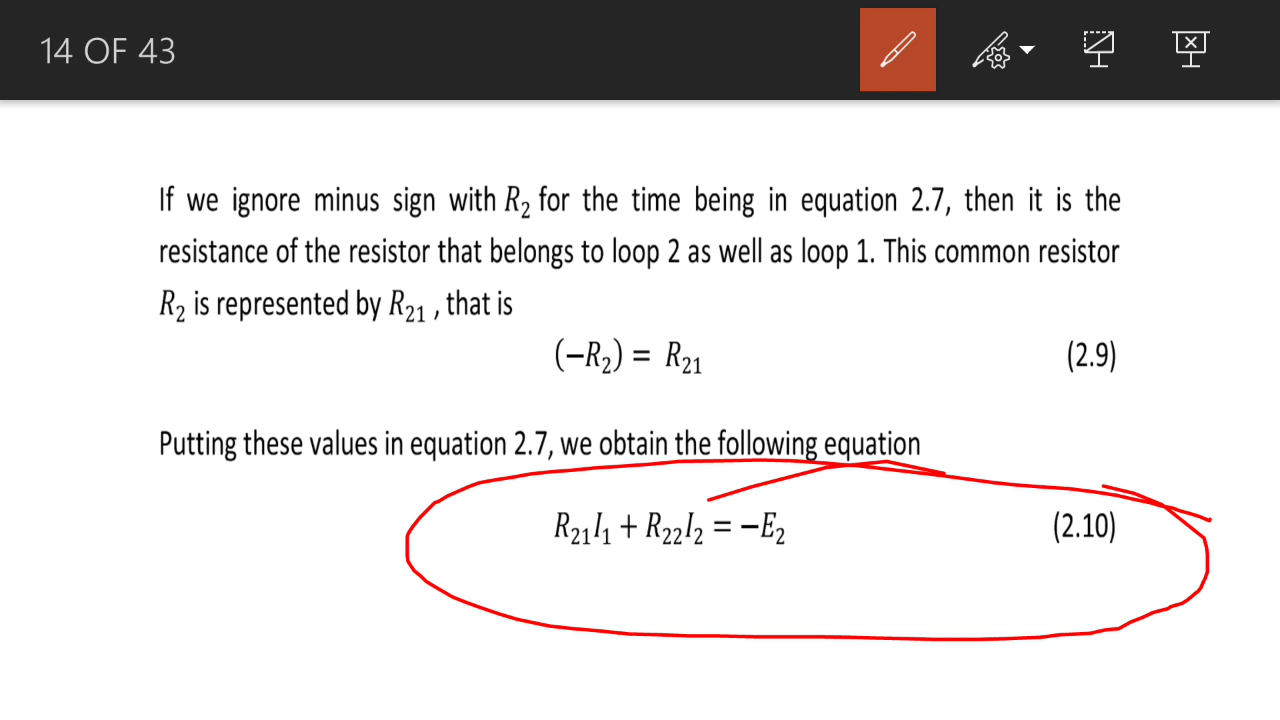 14 OF 43
If we ignore minus sign with R₂ for the time being in equation 2.7, then it is the
resistance of the resistor that belongs to loop 2 as well as loop 1. This common resistor
R₂ is represented by R₂₁ , that is
(−R₂) = R₂₁ (2.9)
Putting these values in equation 2.7, we obtain the following equation
R₂₁I₁ + R₂₂I₂ = −E₂ (2.10)